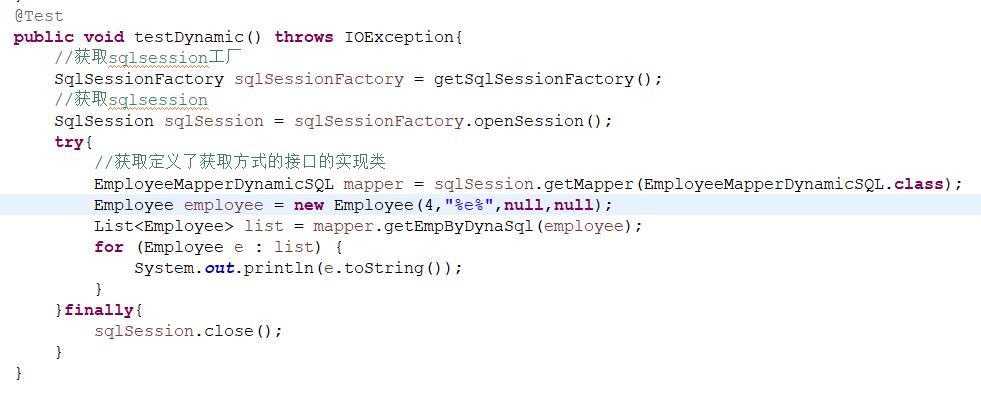 @Test
public void testDynamic() throws IOException{
//获取sqlsession工厂
SqlSessionFactory sqlSessionFactory = getSqlSessionFactory();
//获取sqlsession
SqlSession sqlSession = sqlSessionFactory.openSession();
try{
//获取定义了获取方式的接口的实现类
EmployeeMapperDynamicSQL mapper = sqlSession.getMapper(EmployeeMapperDynamicSQL.class);
Employee employee = new Employee(4,"%e%",null,null);
List<Employee> list = mapper.getEmpByDynaSql(employee);
for (Employee e : list) {
System.out.println(e.toString());
}
}finally{
sqlSession.close();
}
}